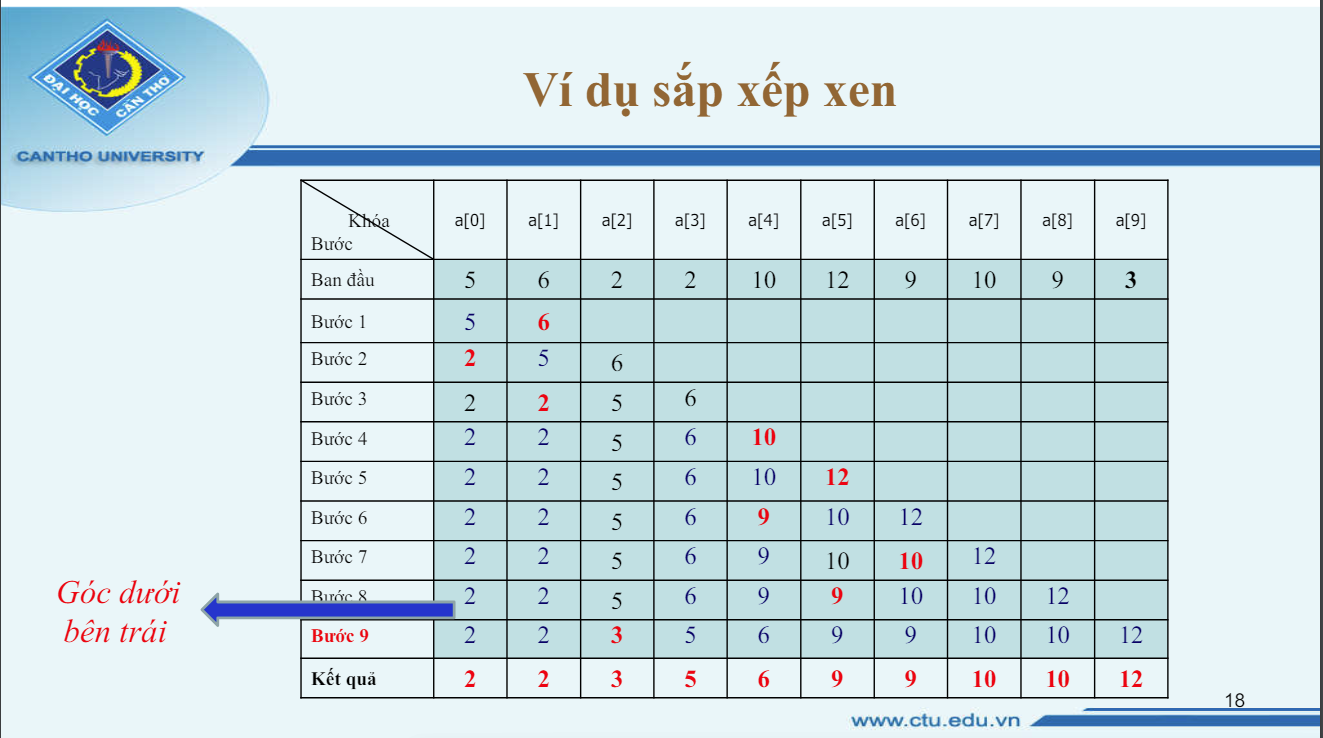 ĐẠI HỌC CẦN THƠ
CANTHO UNIVERSITY
Ví dụ sắp xếp xen
Khóa a[0] a[1] a[2] a[3] a[4] a[5] a[6] a[7] a[8] a[9]
Bước
Ban đầu 5 6 2 2 10 12 9 10 9 3
Bước 1 5 6
Bước 2 2 5 6
Bước 3 2 2 5 6
Bước 4 2 2 5 6 10
Bước 5 2 2 5 6 10 12
Bước 6 2 2 5 6 9 10 12
Bước 7 2 2 5 6 9 10 10 12
Bước 8 2 2 5 6 9 9 10 10 12
Bước 9 2 2 3 5 6 9 9 10 10 12
Kết quả 2 2 3 5 6 9 9 10 10 12
Góc dưới
bên trái
18
www.ctu.edu.vn